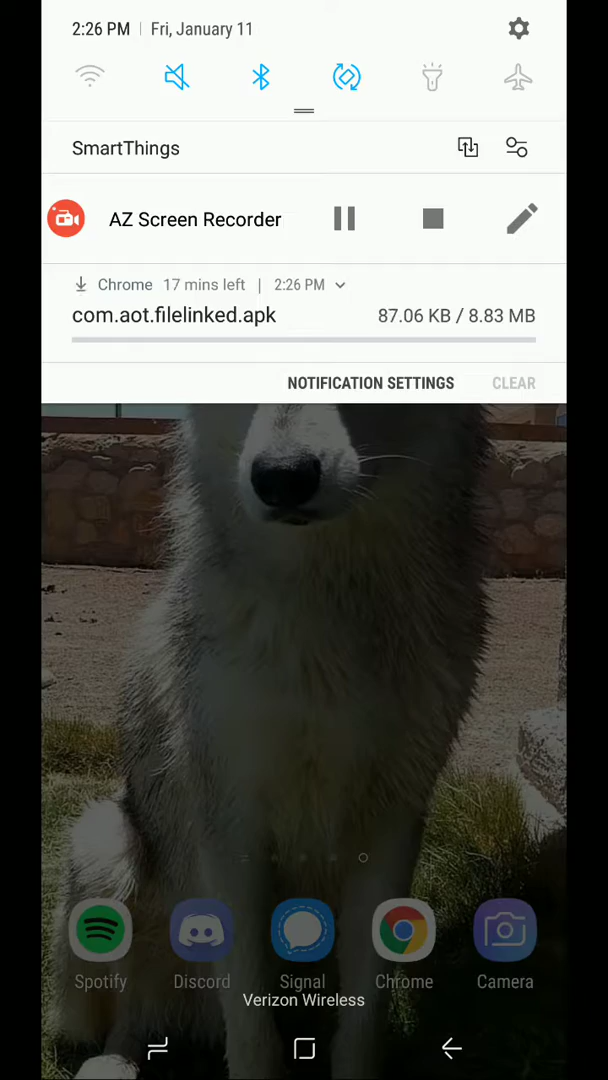 2:26 PM | Fri, January 11
SmartThings
AZ Screen Recorder
Chrome 17 mins left | 2:26 PM
com.aot.filelinked.apk 87.06 KB / 8.83 MB
NOTIFICATION SETTINGS CLEAR
Spotify Discord Signal Chrome Camera
Verizon Wireless